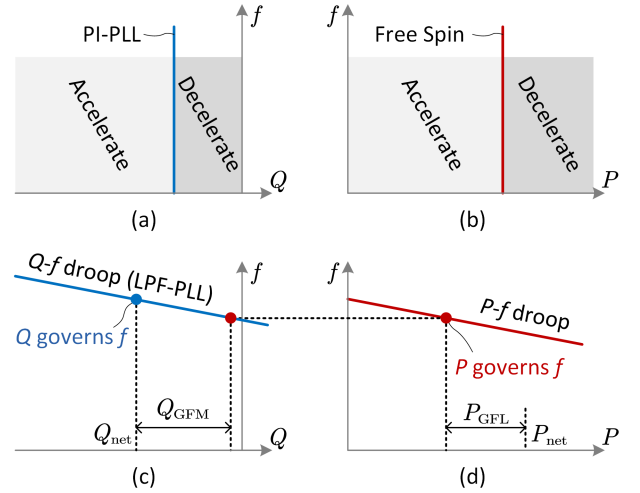 PI-PLL
f
Accelerate
Decelerate
Q
(a)
Free Spin
f
Accelerate
Decelerate
P
(b)
Q-f droop (LPF-PLL)
f
Q governs f
Q_GFM
Q_net
Q
(c)
f
P-f droop
P governs f
P_GFL
P_net
P
(d)